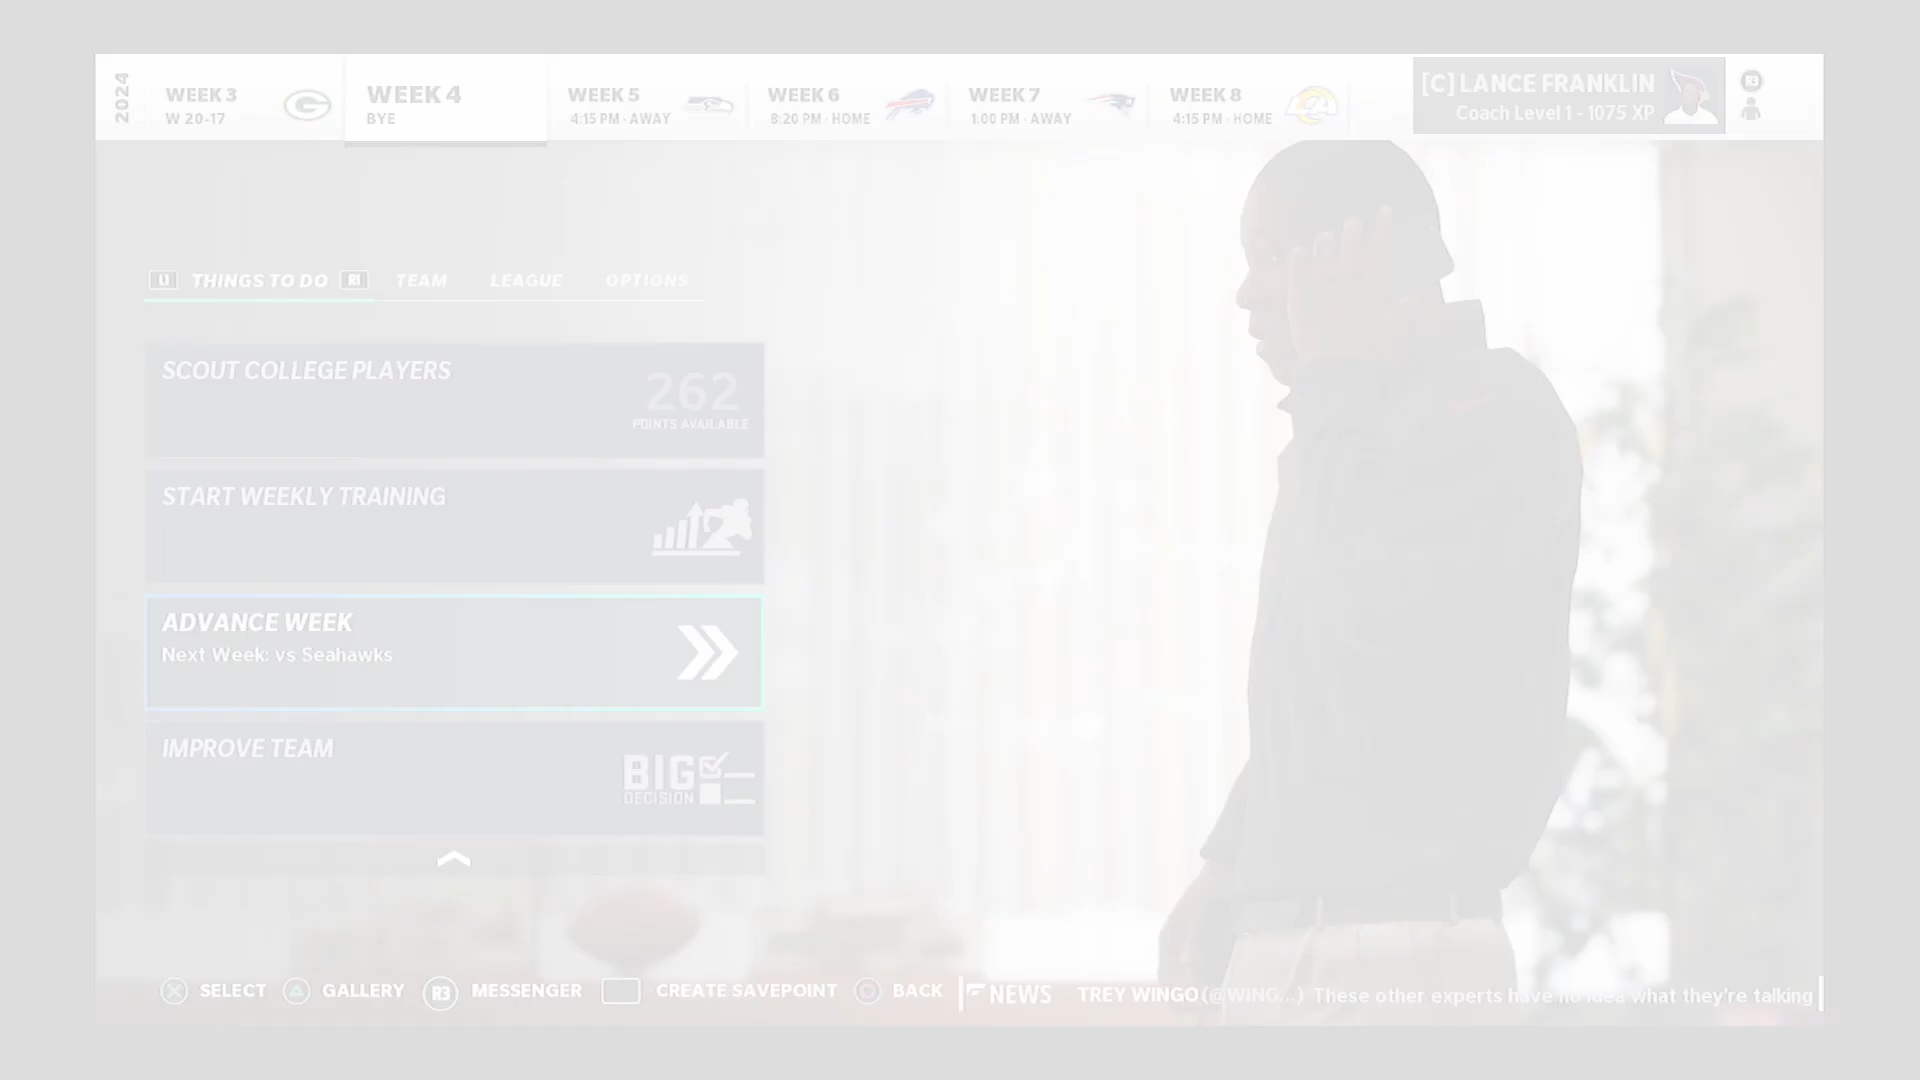 2024
WEEK 3
W 20-17
WEEK 4
BYE
WEEK 5
4:15 PM · AWAY
WEEK 6
8:20 PM · HOME
WEEK 7
1:00 PM · AWAY
WEEK 8
4:15 PM · HOME
[C] LANCE FRANKLIN
Coach Level 1 - 1075 XP
R3
L1 THINGS TO DO R1 TEAM LEAGUE OPTIONS
SCOUT COLLEGE PLAYERS
262
POINTS AVAILABLE
START WEEKLY TRAINING
ADVANCE WEEK
Next Week: vs Seahawks
IMPROVE TEAM
BIG
DECISION
SELECT GALLERY R3 MESSENGER CREATE SAVEPOINT BACK NEWS TREY WINGO (@WING...) These other experts have no idea what they're talking